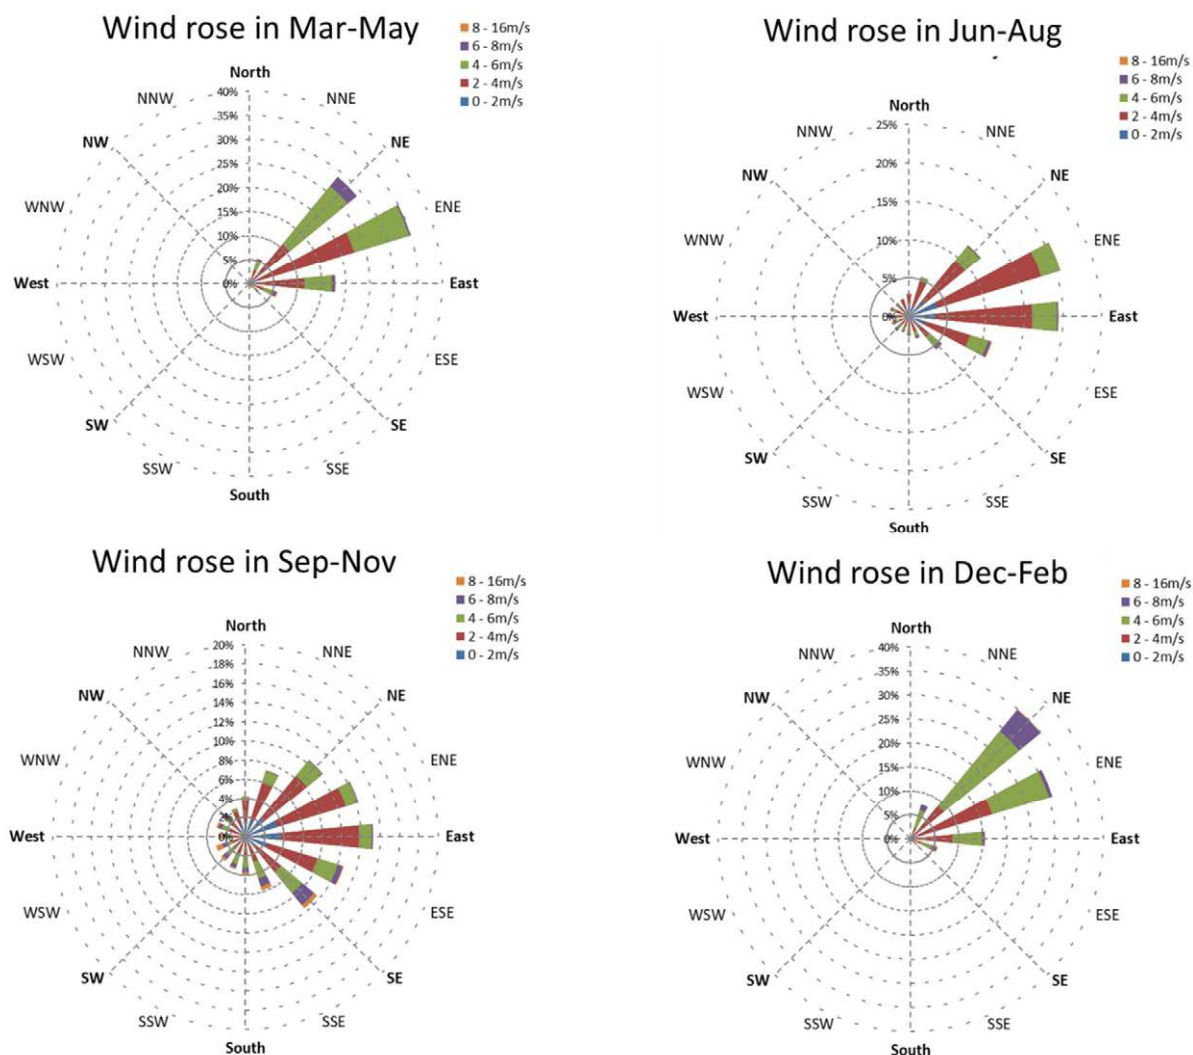 Wind rose in Mar-May
8 - 16m/s
6 - 8m/s
4 - 6m/s
2 - 4m/s
0 - 2m/s
North
40%
35%
30%
25%
20%
15%
10%
5%
0%
NNW
NNE
NW
NE
WNW
ENE
West
East
WSW
ESE
SW
SE
SSW
SSE
South
Wind rose in Jun-Aug
8 - 16m/s
6 - 8m/s
4 - 6m/s
2 - 4m/s
0 - 2m/s
North
25%
20%
15%
10%
5%
0%
NNW
NNE
NW
NE
WNW
ENE
West
East
WSW
ESE
SW
SE
SSW
SSE
South
Wind rose in Sep-Nov
8 - 16m/s
6 - 8m/s
4 - 6m/s
2 - 4m/s
0 - 2m/s
North
20%
18%
16%
14%
12%
10%
8%
6%
4%
2%
0%
NNW
NNE
NW
NE
WNW
ENE
West
East
WSW
ESE
SW
SE
SSW
SSE
South
Wind rose in Dec-Feb
8 - 16m/s
6 - 8m/s
4 - 6m/s
2 - 4m/s
0 - 2m/s
North
40%
35%
30%
25%
20%
15%
10%
5%
0%
NNW
NNE
NW
NE
WNW
ENE
West
East
WSW
ESE
SW
SE
SSW
SSE
South